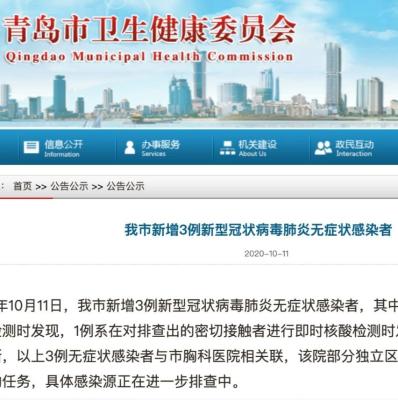 青岛市卫生健康委员会
Qingdao Municipal Health Commission
信息公开 办事服务 机关建设 政民互动
Information Services Construction Interaction
： 首页 >> 公告公示 >> 公告公示
我市新增3例新型冠状病毒肺炎无症状感染者
2020-10-11
年10月11日，我市新增3例新型冠状病毒肺炎无症状感染者，其中
测时发现，1例系在对排查出的密切接触者进行即时核酸检测时
，以上3例无症状感染者与市胸科医院相关联，该院部分独立区
任务，具体感染源正在进一步排查中。